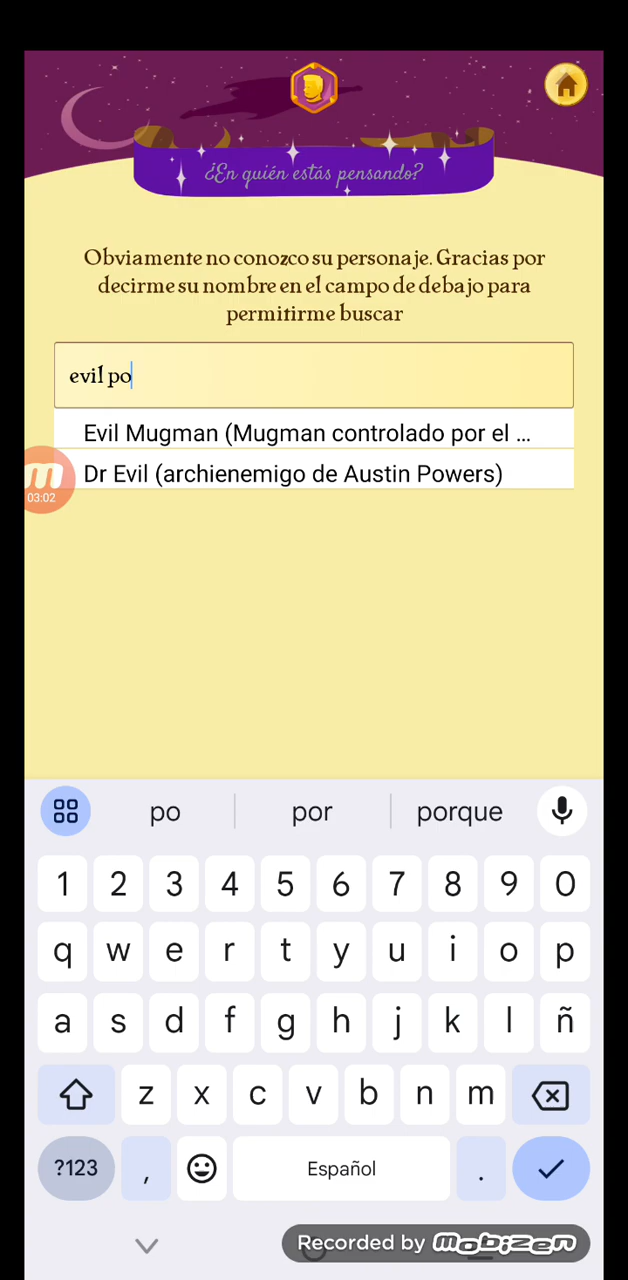 ¿En quién estás pensando?
Obviamente no conozco su personaje. Gracias por
decirme su nombre en el campo de debajo para
permitirme buscar
evil po
Evil Mugman (Mugman controlado por el ...
Dr Evil (archienemigo de Austin Powers)
03:02
po por porque
1 2 3 4 5 6 7 8 9 0
q w e r t y u i o p
a s d f g h j k l ñ
z x c v b n m
?123 , Español .
Recorded by mobizen